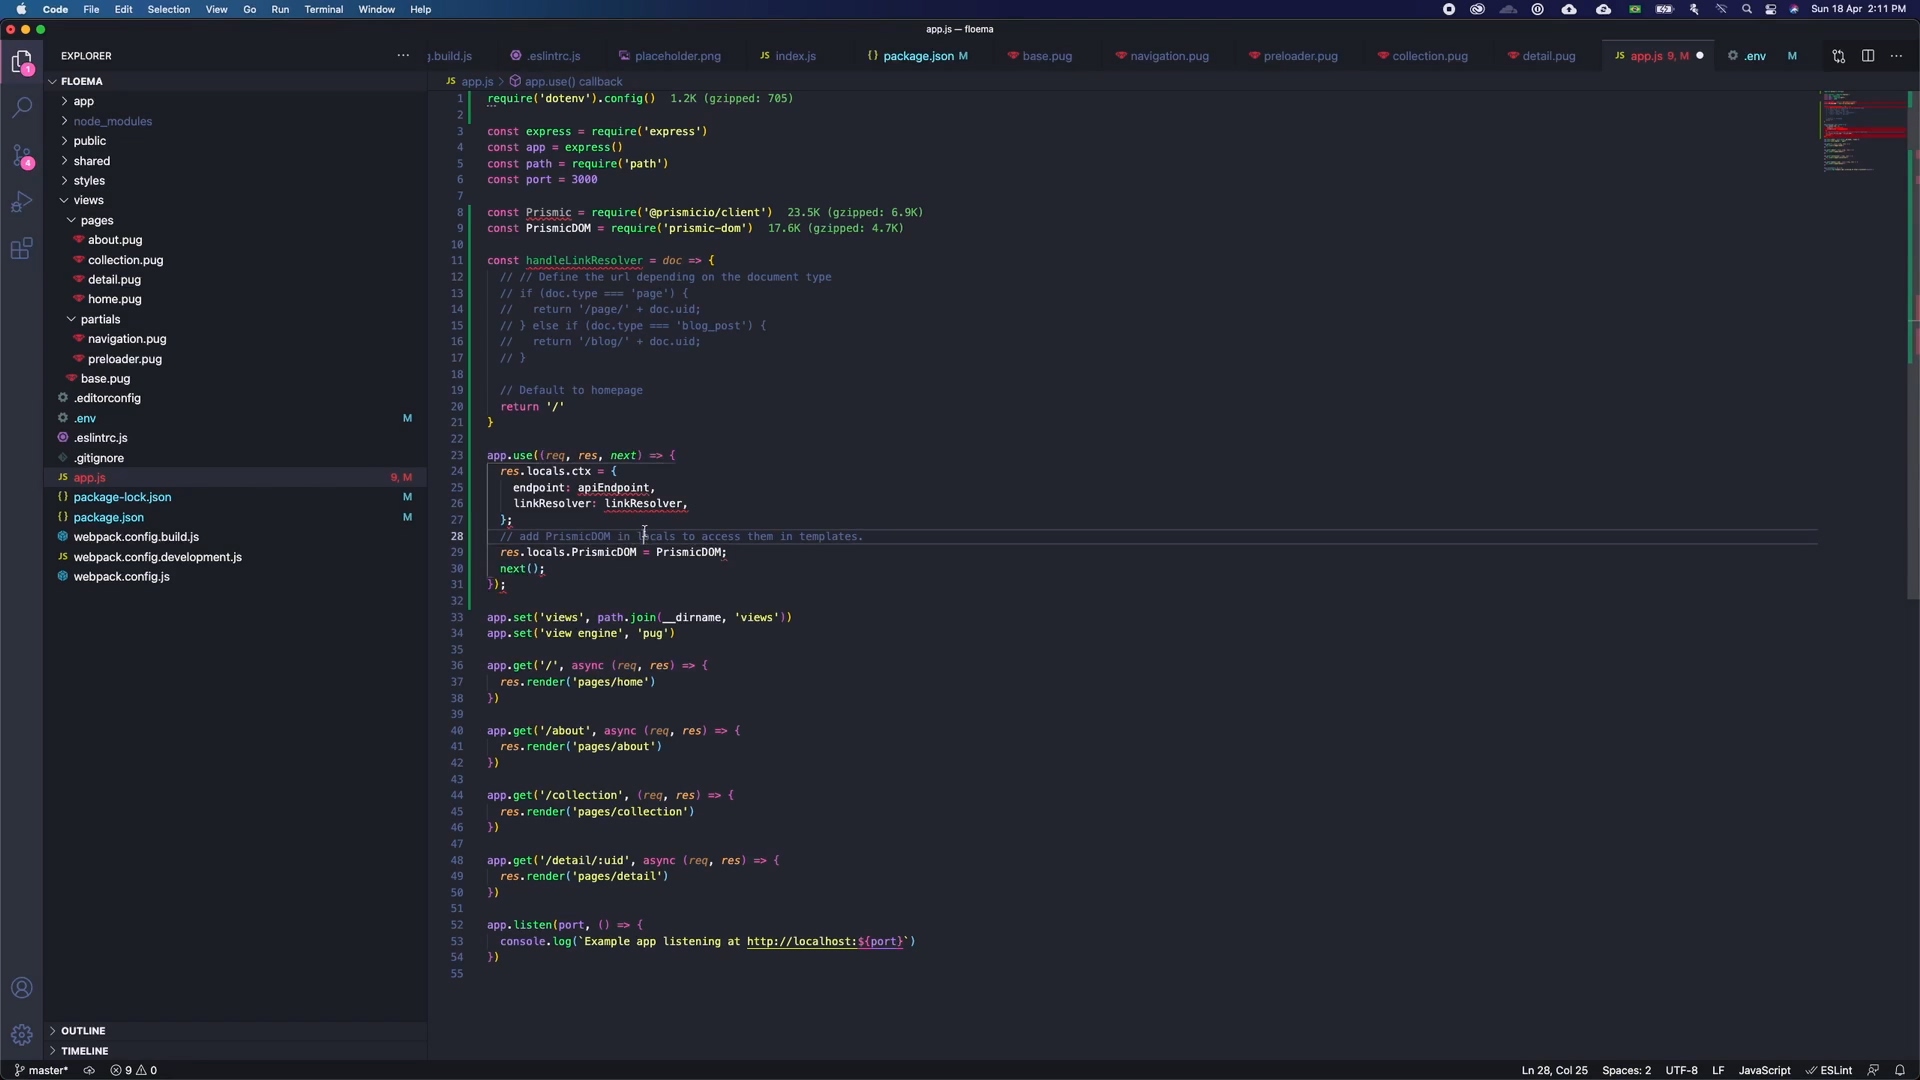 Code File Edit Selection View Go Run Terminal Window Help Sun 18 Apr 2:11 PM
app.js — floema
EXPLORER
g.build.js .eslintrc.js placeholder.png JS index.js {} package.json M base.pug navigation.pug preloader.pug collection.pug detail.pug JS app.js 9, M .env M
1
4
FLOEMA
app
node_modules
public
shared
styles
views
pages
about.pug
collection.pug
detail.pug
home.pug
partials
navigation.pug
preloader.pug
base.pug
.editorconfig
.env M
.eslintrc.js
.gitignore
JS app.js 9, M
{} package-lock.json M
{} package.json M
webpack.config.build.js
JS webpack.config.development.js
webpack.config.js
OUTLINE
TIMELINE
JS app.js > app.use() callback
1 require('dotenv').config() 1.2K (gzipped: 705)
2
3 const express = require('express')
4 const app = express()
5 const path = require('path')
6 const port = 3000
7
8 const Prismic = require('@prismicio/client') 23.5K (gzipped: 6.9K)
9 const PrismicDOM = require('prismic-dom') 17.6K (gzipped: 4.7K)
10
11 const handleLinkResolver = doc => {
12 // // Define the url depending on the document type
13 // if (doc.type === 'page') {
14 // return '/page/' + doc.uid;
15 // } else if (doc.type === 'blog_post') {
16 // return '/blog/' + doc.uid;
17 // }
18
19 // Default to homepage
20 return '/'
21 }
22
23 app.use((req, res, next) => {
24 res.locals.ctx = {
25 endpoint: apiEndpoint,
26 linkResolver: linkResolver,
27 };
28 // add PrismicDOM in locals to access them in templates.
29 res.locals.PrismicDOM = PrismicDOM;
30 next();
31 });
32
33 app.set('views', path.join(__dirname, 'views'))
34 app.set('view engine', 'pug')
35
36 app.get('/', async (req, res) => {
37 res.render('pages/home')
38 })
39
40 app.get('/about', async (req, res) => {
41 res.render('pages/about')
42 })
43
44 app.get('/collection', (req, res) => {
45 res.render('pages/collection')
46 })
47
48 app.get('/detail/:uid', async (req, res) => {
49 res.render('pages/detail')
50 })
51
52 app.listen(port, () => {
53 console.log(`Example app listening at http://localhost:${port}`)
54 })
55
master* 9 0 Ln 28, Col 25 Spaces: 2 UTF-8 LF JavaScript ESLint